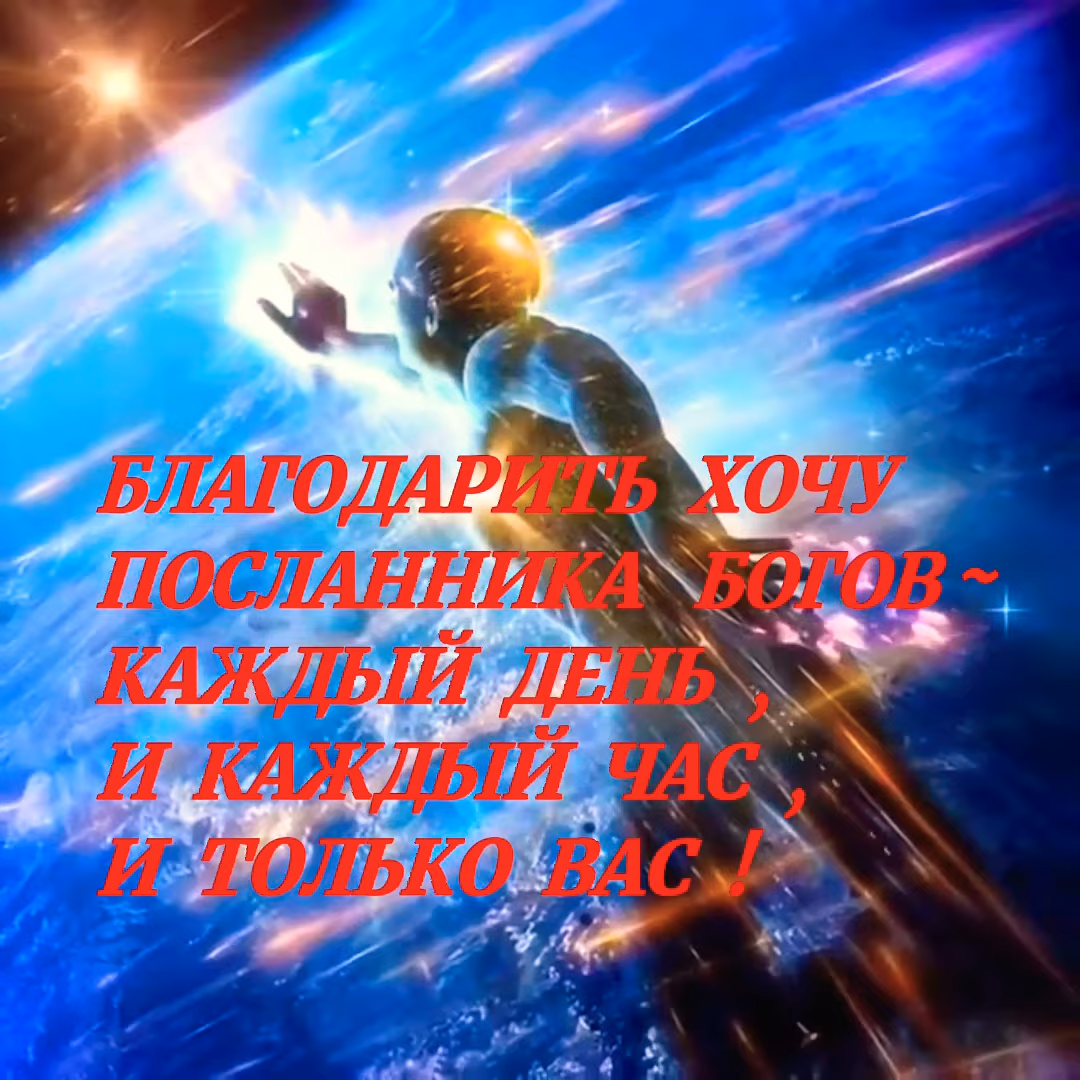 БЛАГОДАРИТЬ ХОЧУ
ПОСЛАННИКА БОГОВ ~
КАЖДЫЙ ДЕНЬ ,
И КАЖДЫЙ ЧАС ,
И ТОЛЬКО ВАС !